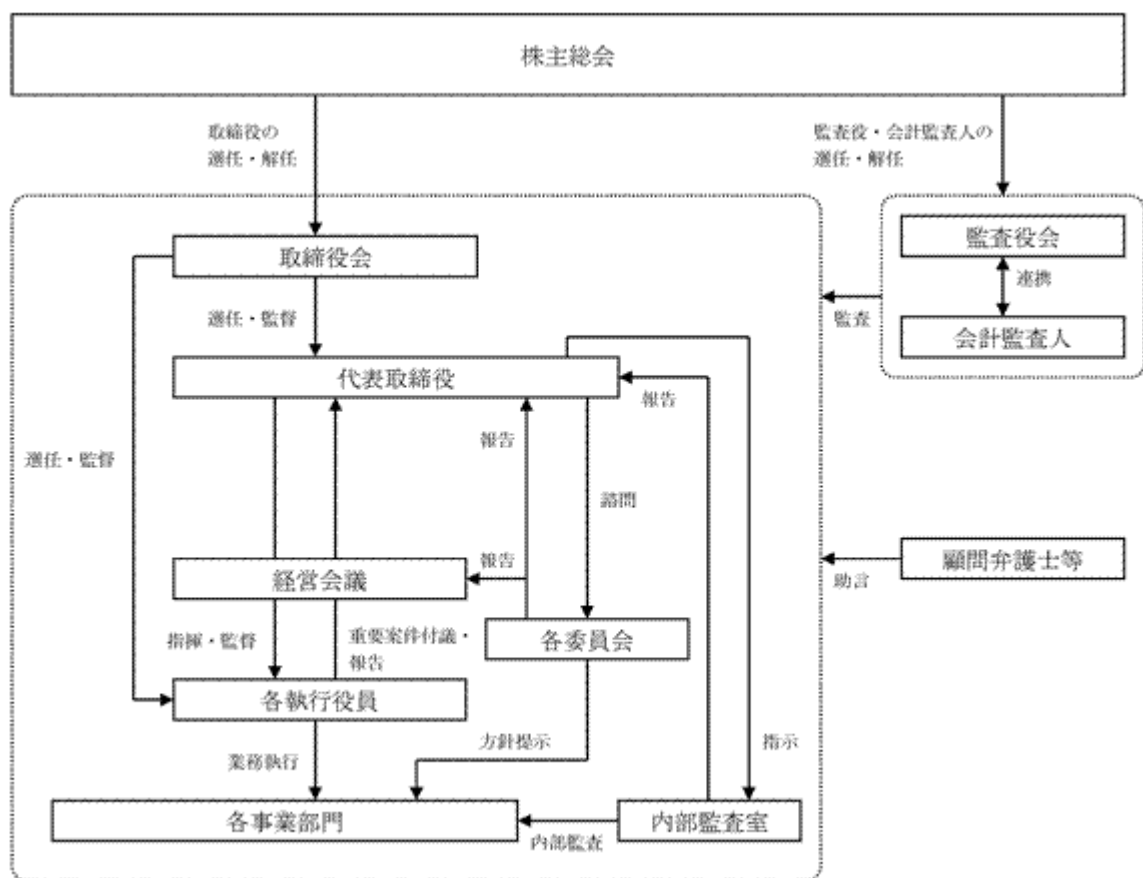 株主総会
取締役の
選任・解任
監査役・会計監査人の
選任・解任
取締役会
監査役会
連携
会計監査人
監査
選任・監督
代表取締役
報告
報告
選任・監督
諮問
経営会議
報告
顧問弁護士等
助言
指揮・監督
重要案件付議・
報告
各委員会
各執行役員
業務執行
方針提示
指示
各事業部門
内部監査
内部監査室